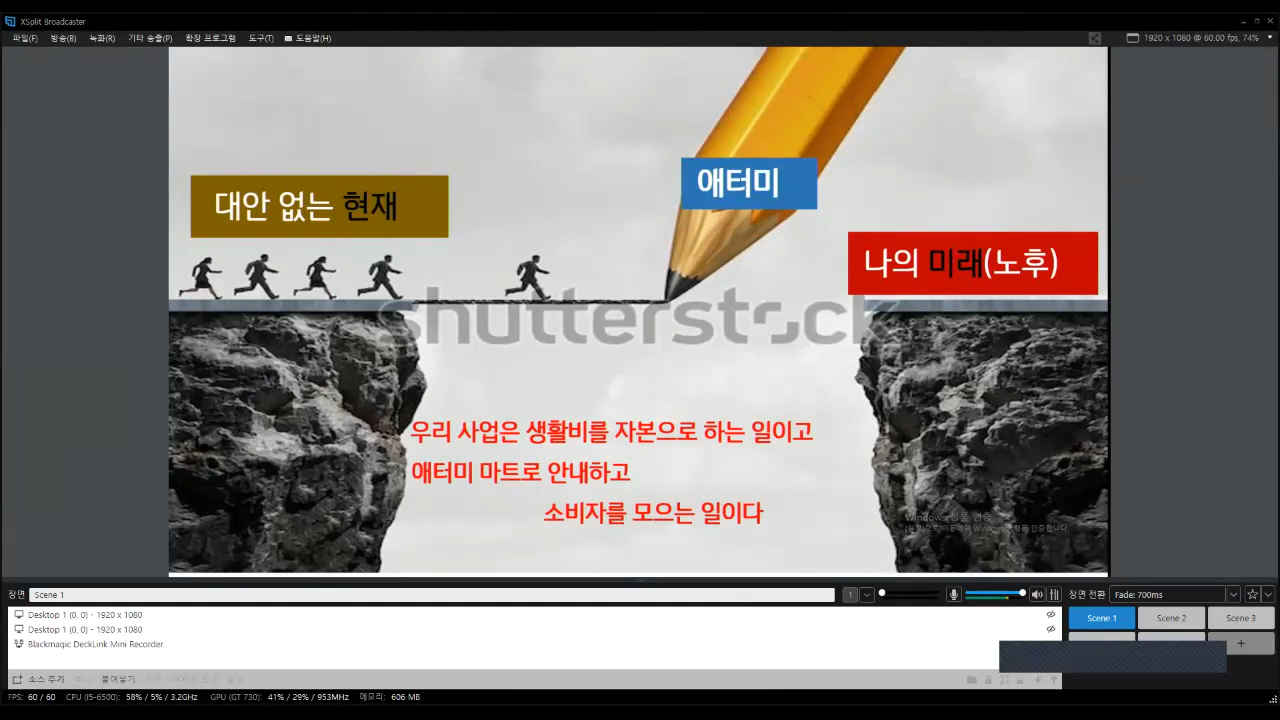 XSplit Broadcaster
파일(F) 방송(B) 녹화(R) 기타 송출(P) 확장 프로그램 도구(T) 도움말(H)
1920 x 1080 @ 60.00 fps, 74%
애터미
대안 없는 현재
나의 미래(노후)
shutterstock
우리 사업은 생활비를 자본으로 하는 일이고
애터미 마트로 안내하고
소비자를 모으는 일이다
Windows 정품 인증
장면 Scene 1
1
장면 전환 Fade: 700ms
Desktop 1 (0, 0) - 1920 x 1080
Desktop 1 (0, 0) - 1920 x 1080
Blackmagic DeckLink Mini Recorder
Scene 1 Scene 2 Scene 3
소스 추가 붙여넣기
FPS: 60 / 60 CPU (I5-6500): 58% / 5% / 3.2GHz GPU (GT 730): 41% / 29% / 953MHz 메모리: 606 MB